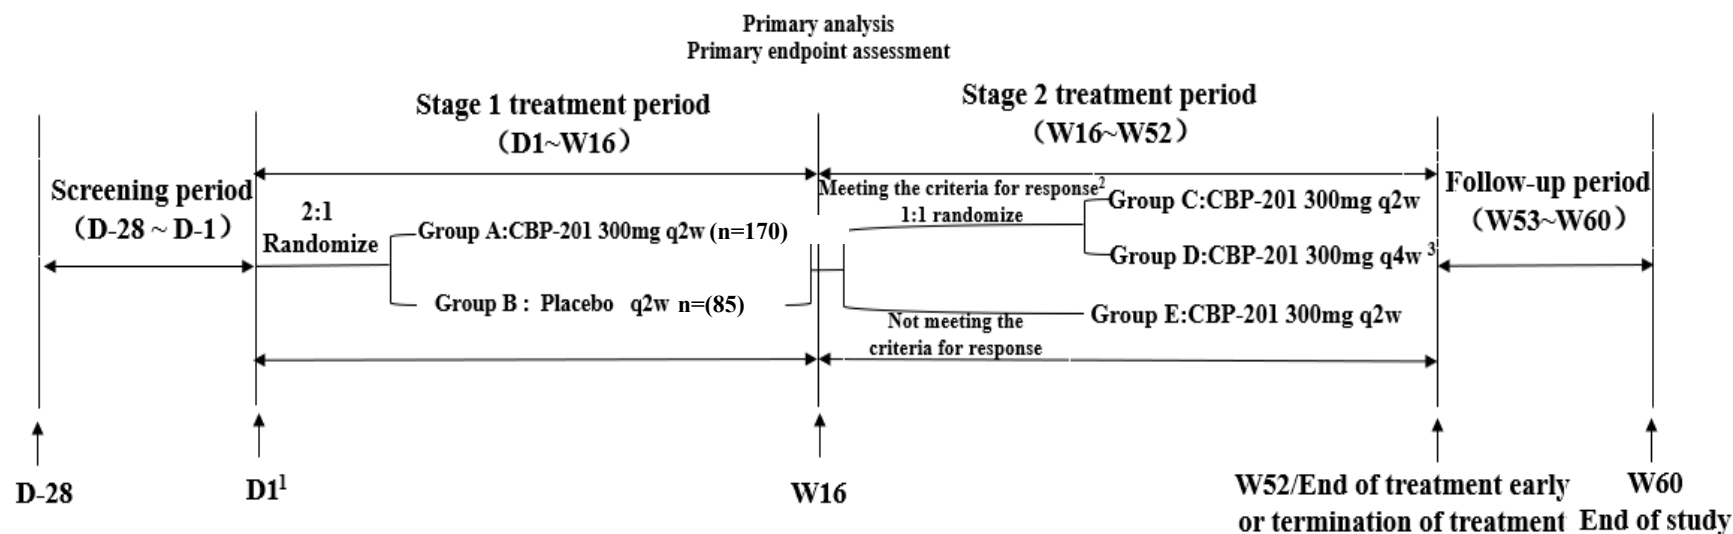 Primary analysis
Primary endpoint assessment
Stage 1 treatment period
（D1~W16）
Stage 2 treatment period
（W16~W52）
Screening period
（D-28 ~ D-1）
Follow-up period
（W53~W60）
2:1
Randomize
Group A:CBP-201 300mg q2w (n=170)
Group B : Placebo q2w n=(85)
Meeting the criteria for response²
1:1 randomize
Group C:CBP-201 300mg q2w
Group D:CBP-201 300mg q4w ³
Group E:CBP-201 300mg q2w
Not meeting the
criteria for response
D-28
D1¹
W16
W52/End of treatment early
or termination of treatment
W60
End of study